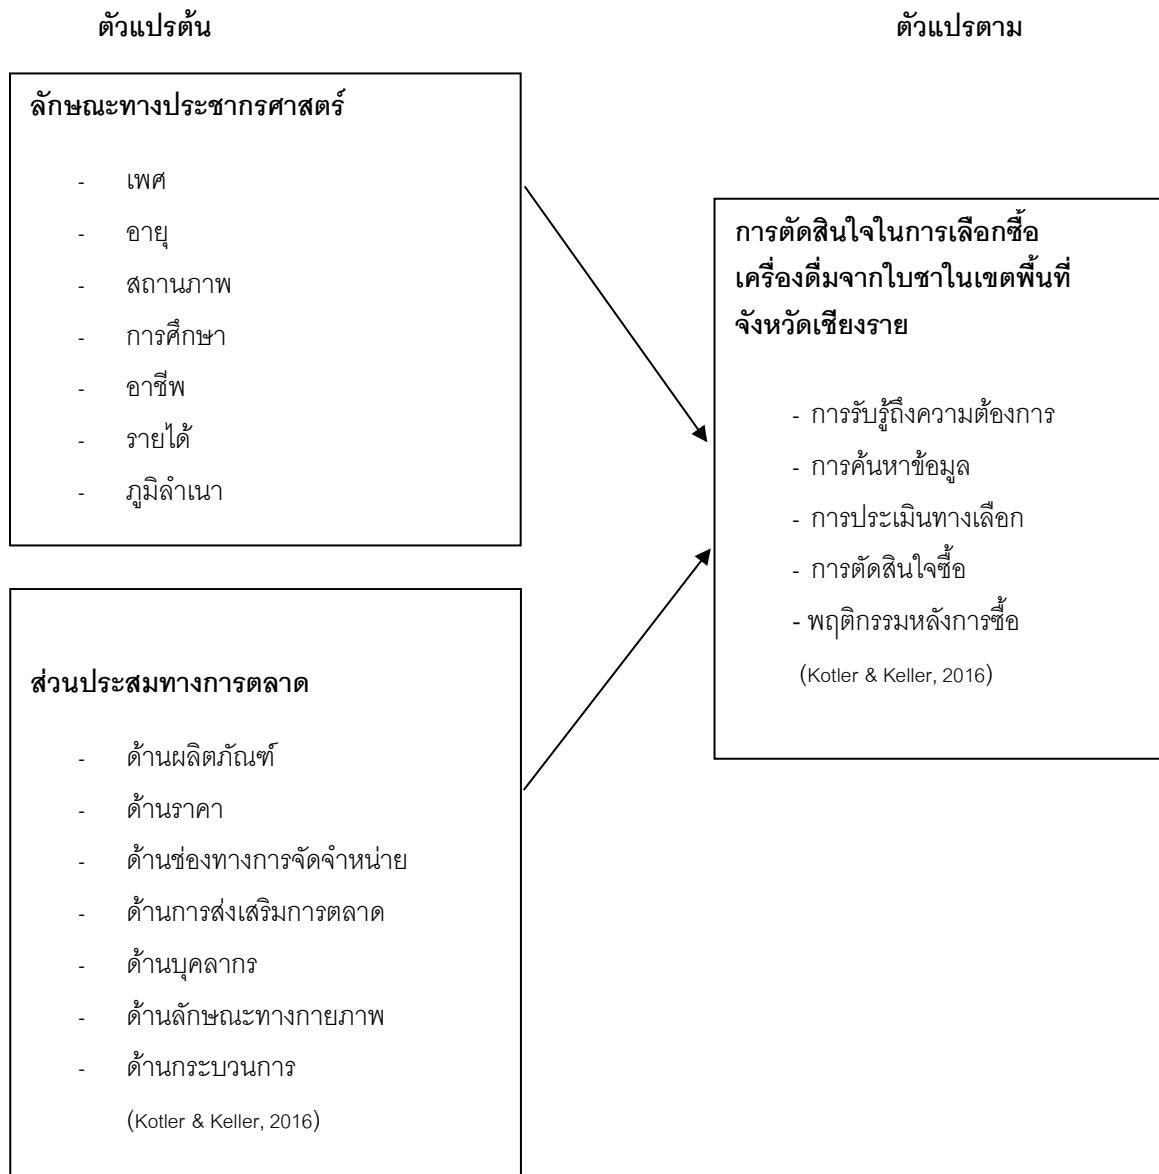 ตัวแปรต้น
ตัวแปรตาม
ลักษณะทางประชากรศาสตร์
- เพศ
- อายุ
- สถานภาพ
- การศึกษา
- อาชีพ
- รายได้
- ภูมิลำเนา
ส่วนประสมทางการตลาด
- ด้านผลิตภัณฑ์
- ด้านราคา
- ด้านช่องทางการจัดจำหน่าย
- ด้านการส่งเสริมการตลาด
- ด้านบุคลากร
- ด้านลักษณะทางกายภาพ
- ด้านกระบวนการ
(Kotler & Keller, 2016)
การตัดสินใจในการเลือกซื้อ
เครื่องดื่มจากใบชาในเขตพื้นที่
จังหวัดเชียงราย
- การรับรู้ถึงความต้องการ
- การค้นหาข้อมูล
- การประเมินทางเลือก
- การตัดสินใจซื้อ
- พฤติกรรมหลังการซื้อ
(Kotler & Keller, 2016)